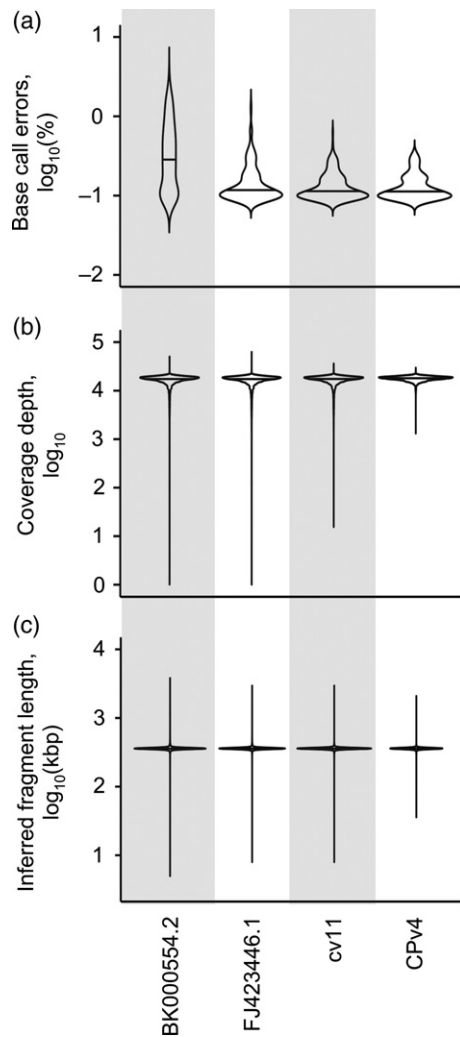 (a)
Base call errors,
log10(%)
1
0
–1
–2
(b)
Coverage depth,
log10
5
4
3
2
1
0
(c)
Inferred fragment length,
log10(kbp)
4
3
2
1
BK000554.2
FJ423446.1
cv11
CPv4